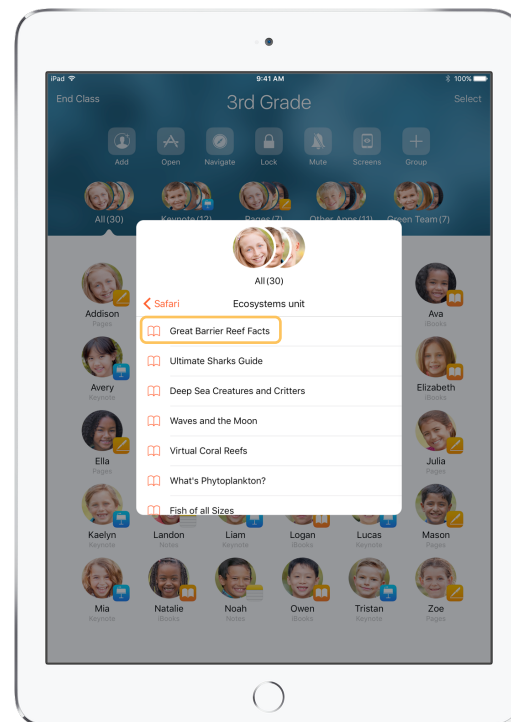 iPad 9:41 AM 100%
End Class 3rd Grade Select
Add Open Navigate Lock Mute Screens Group
All (30) Keynote (12) Pages (7) Other Apps (11) Green Team (7)
All (30)
Safari Ecosystems unit
Great Barrier Reef Facts
Ultimate Sharks Guide
Deep Sea Creatures and Critters
Waves and the Moon
Virtual Coral Reefs
What's Phytoplankton?
Fish of all Sizes
Addison Ava
Pages iBooks
Avery Elizabeth
Keynote iBooks
Ella Julia
Pages Pages
Kaelyn Landon Liam Logan Lucas Mason
Keynote Notes Keynote iBooks Keynote Pages
Mia Natalie Noah Owen Tristan Zoe
Keynote iBooks Notes iBooks Keynote Pages